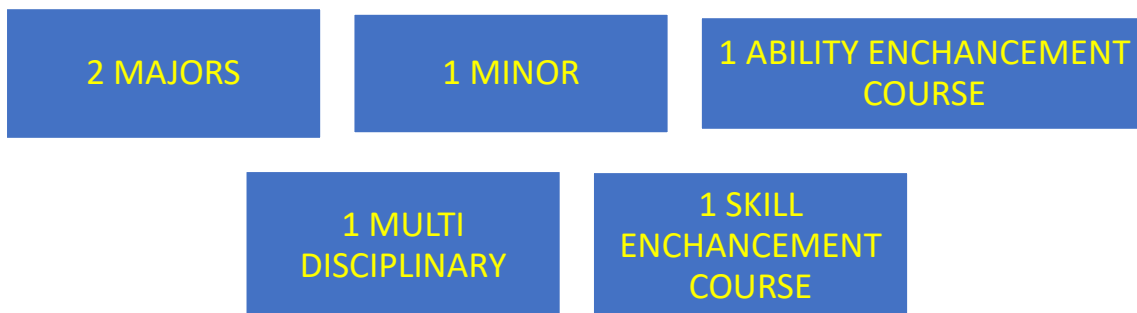 2 MAJORS
1 MINOR
1 ABILITY ENCHANCEMENT
COURSE
1 MULTI
DISCIPLINARY
1 SKILL
ENCHANCEMENT
COURSE